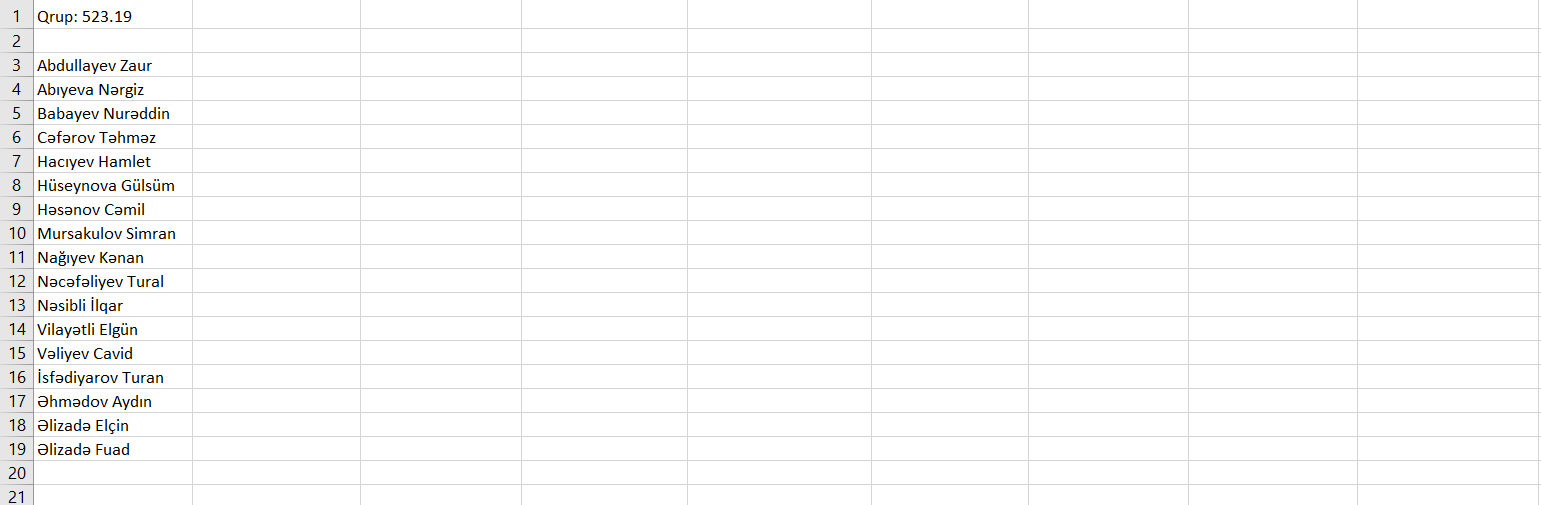 1 Qrup: 523.19
2
3 Abdullayev Zaur
4 Abıyeva Nərgiz
5 Babayev Nurəddin
6 Cəfərov Təhməz
7 Hacıyev Hamlet
8 Hüseynova Gülsüm
9 Həsənov Cəmil
10 Mursakulov Simran
11 Nağıyev Kənan
12 Nəcəfəliyev Tural
13 Nəsibli İlqar
14 Vilayətli Elgün
15 Vəliyev Cavid
16 İsfədiyarov Turan
17 Əhmədov Aydın
18 Əlizadə Elçin
19 Əlizadə Fuad
20
21